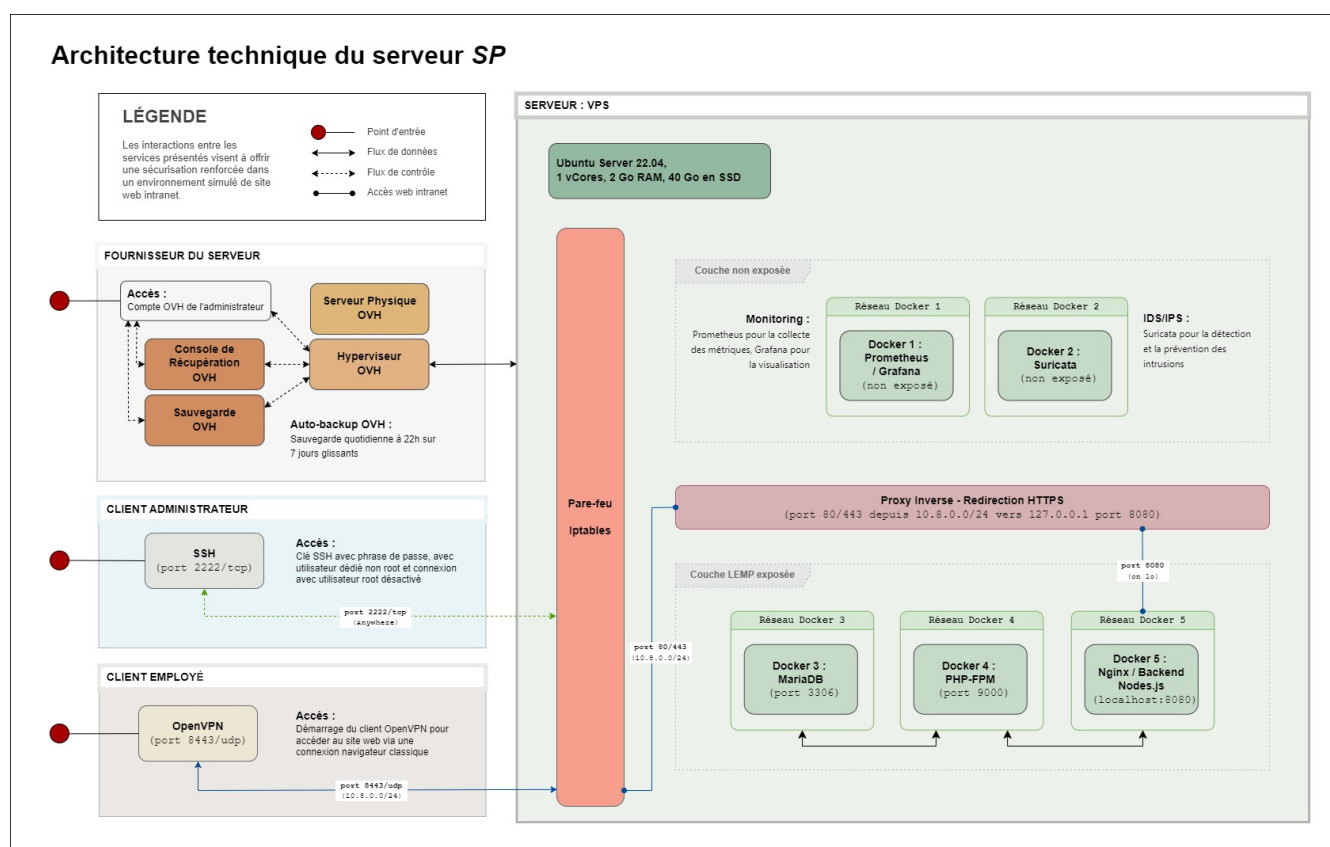 Architecture technique du serveur SP
LÉGENDE
Les interactions entre les
services présentés visent à offrir
une sécurisation renforcée dans
un environnement simulé de site
web intranet.
Point d'entrée
Flux de données
Flux de contrôle
Accès web intranet
FOURNISSEUR DU SERVEUR
Accès :
Compte OVH de l'administrateur
Serveur Physique
OVH
Console de
Récupération
OVH
Hyperviseur
OVH
Sauvegarde
OVH
Auto-backup OVH :
Sauvegarde quotidienne à 22h sur
7 jours glissants
CLIENT ADMINISTRATEUR
SSH
(port 2222/tcp)
Accès :
Clé SSH avec phrase de passe, avec
utilisateur dédié non root et connexion
avec utilisateur root désactivé
port 2222/tcp
(anywhere)
CLIENT EMPLOYÉ
OpenVPN
(port 8443/udp)
Accès :
Démarrage du client OpenVPN pour
accéder au site web via une
connexion navigateur classique
port 8443/udp
(10.8.0.0/24)
SERVEUR : VPS
Ubuntu Server 22.04,
1 vCores, 2 Go RAM, 40 Go en SSD
Pare-feu
Iptables
Couche non exposée
Monitoring :
Prometheus pour la collecte
des métriques, Grafana pour
la visualisation
Réseau Docker 1
Docker 1 :
Prometheus
/ Grafana
(non exposé)
Réseau Docker 2
Docker 2 :
Suricata
(non exposé)
IDS/IPS :
Suricata pour la détection
et la prévention des
intrusions
Proxy Inverse - Redirection HTTPS
(port 80/443 depuis 10.8.0.0/24 vers 127.0.0.1 port 8080)
port 80/443
(10.8.0.0/24)
port 8080
(on lo)
Couche LEMP exposée
Réseau Docker 3
Docker 3 :
MariaDB
(port 3306)
Réseau Docker 4
Docker 4 :
PHP-FPM
(port 9000)
Réseau Docker 5
Docker 5 :
Nginx / Backend
Nodes.js
(localhost:8080)